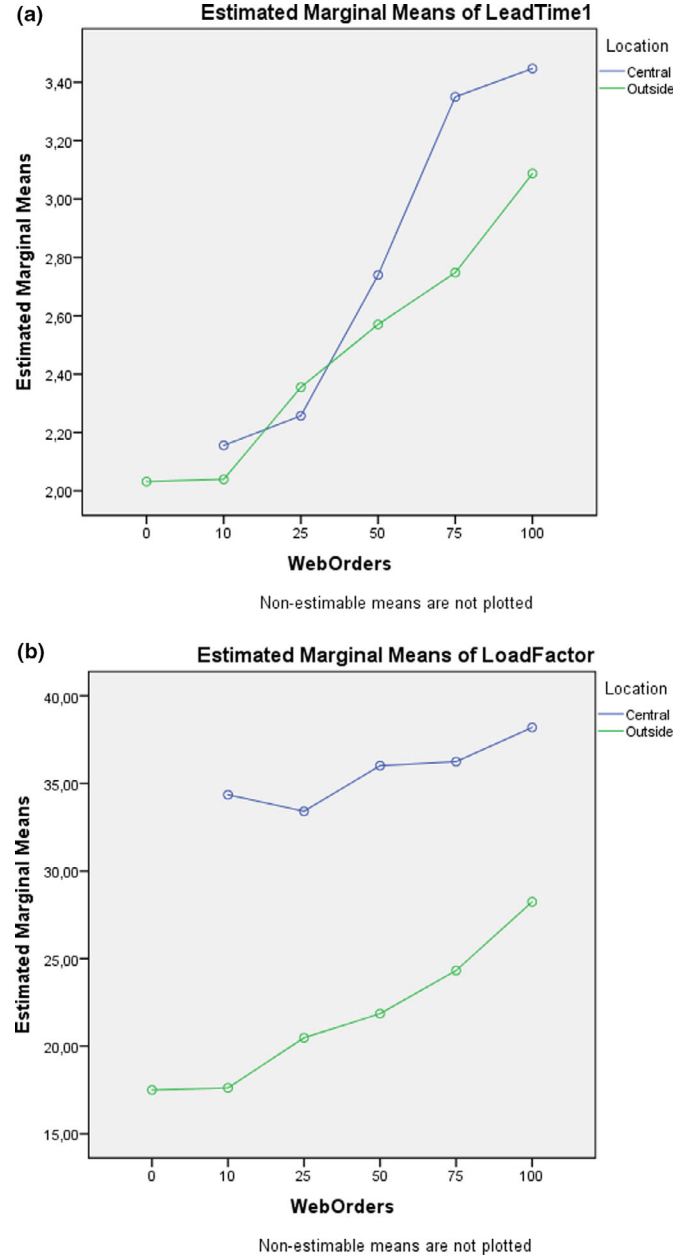 (a)
Estimated Marginal Means of LeadTime1
Location
Central
Outside
3,40
3,20
3,00
2,80
2,60
2,40
2,20
2,00
Estimated Marginal Means
0 10 25 50 75 100
WebOrders
Non-estimable means are not plotted
(b)
Estimated Marginal Means of LoadFactor
Location
Central
Outside
40,00
35,00
30,00
25,00
20,00
15,00
Estimated Marginal Means
0 10 25 50 75 100
WebOrders
Non-estimable means are not plotted